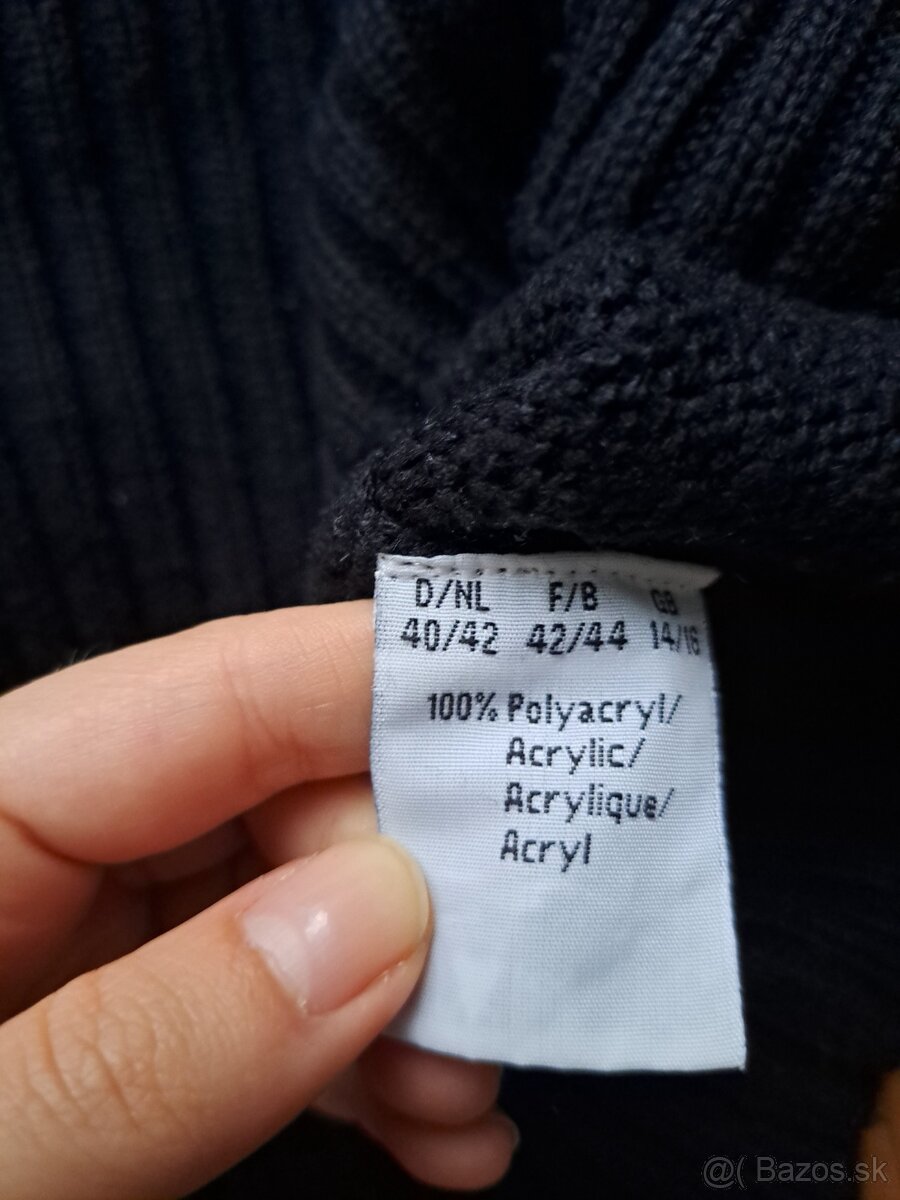 D/NL F/B GB
40/42 42/44 14/16
100% Polyacryl/
Acrylic/
Acrylique/
Acryl
@( Bazos.sk